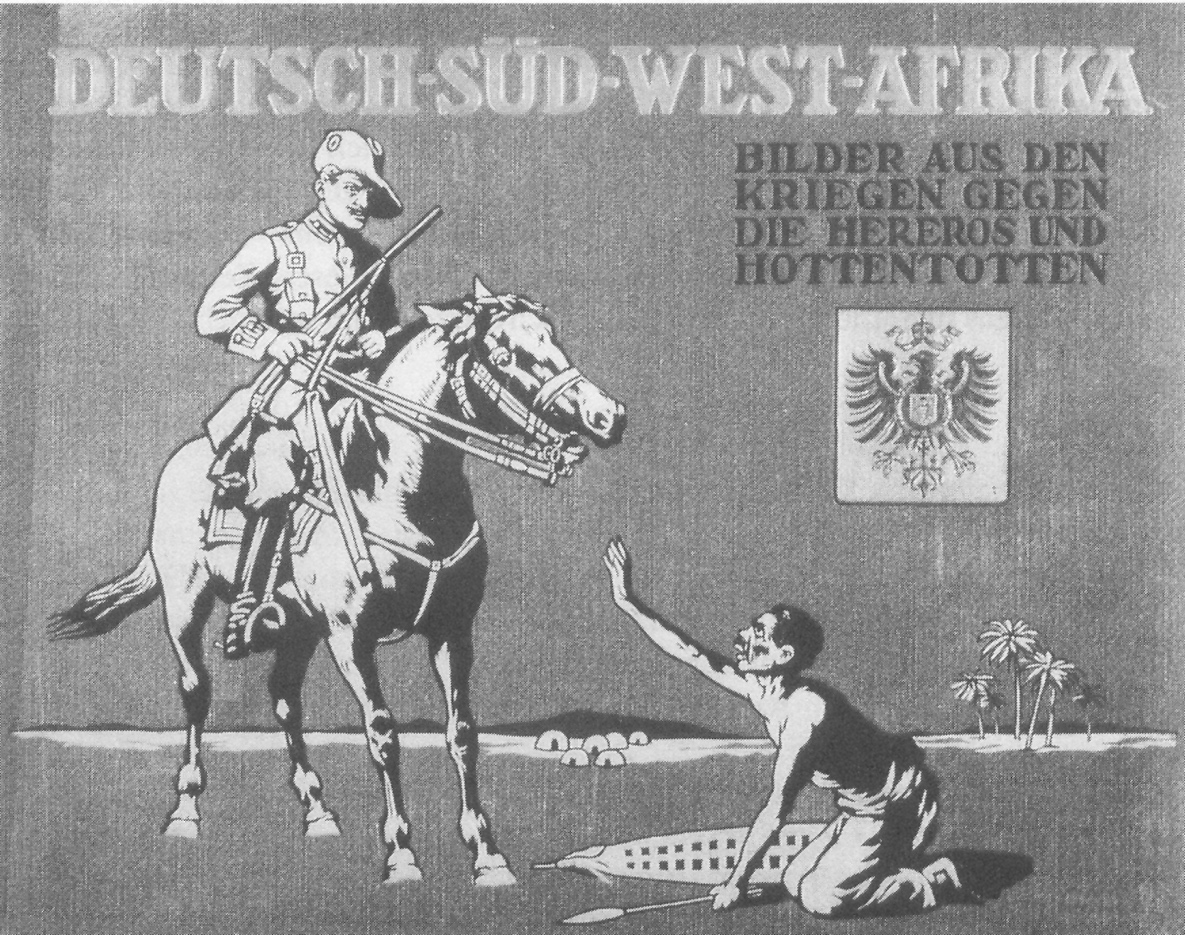 DEUTSCH-SÜD-WEST-AFRIKA
BILDER AUS DEN
KRIEGEN GEGEN
DIE HEREROS UND
HOTTENTOTTEN